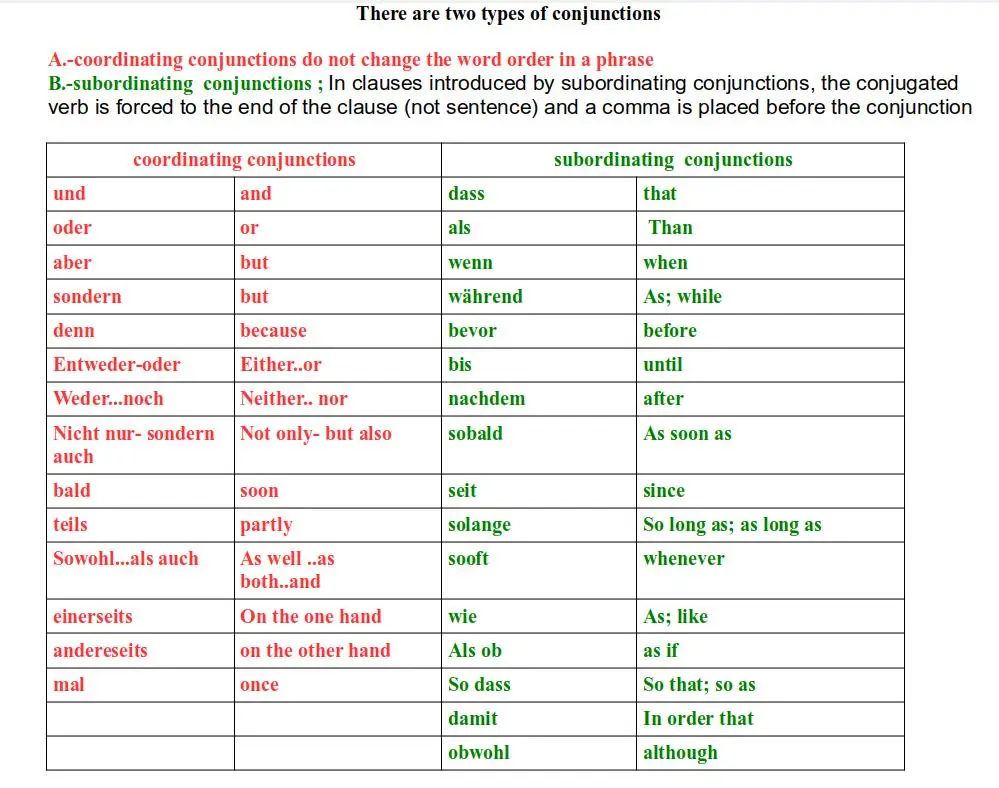 There are two types of conjunctions
A.-coordinating conjunctions do not change the word order in a phrase
B.-subordinating conjunctions ; In clauses introduced by subordinating conjunctions, the conjugated
verb is forced to the end of the clause (not sentence) and a comma is placed before the conjunction
coordinating conjunctions subordinating conjunctions
und and dass that
oder or als Than
aber but wenn when
sondern but während As; while
denn because bevor before
Entweder-oder Either..or bis until
Weder...noch Neither.. nor nachdem after
Nicht nur- sondern Not only- but also sobald As soon as
auch
bald soon seit since
teils partly solange So long as; as long as
Sowohl...als auch As well ..as sooft whenever
both..and
einerseits On the one hand wie As; like
andereseits on the other hand Als ob as if
mal once So dass So that; so as
damit In order that
obwohl although